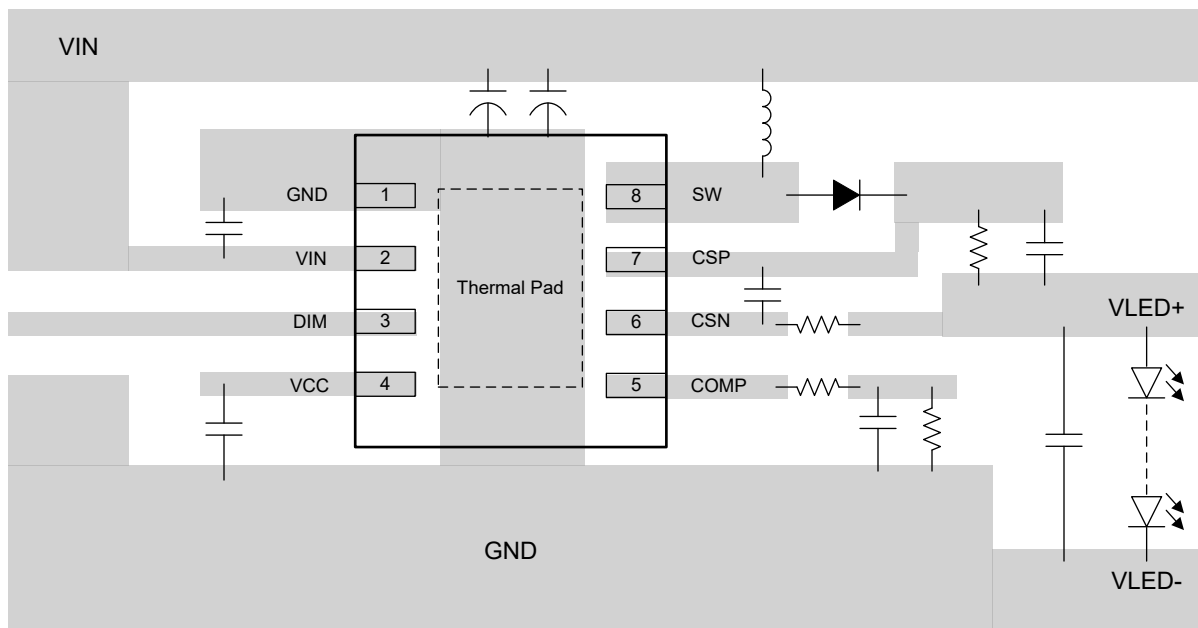 VIN
GND 1
8 SW
VIN 2
7 CSP
Thermal Pad
DIM 3
6 CSN
VLED+
VCC 4
5 COMP
GND
VLED-